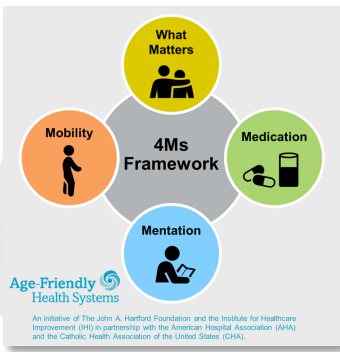 What
Matters
Mobility
4Ms
Framework
Medication
Mentation
Age-Friendly
Health Systems
An initiative of The John A. Hartford Foundation and the Institute for Healthcare
Improvement (IHI) in partnership with the American Hospital Association (AHA)
and the Catholic Health Association of the United States (CHA).